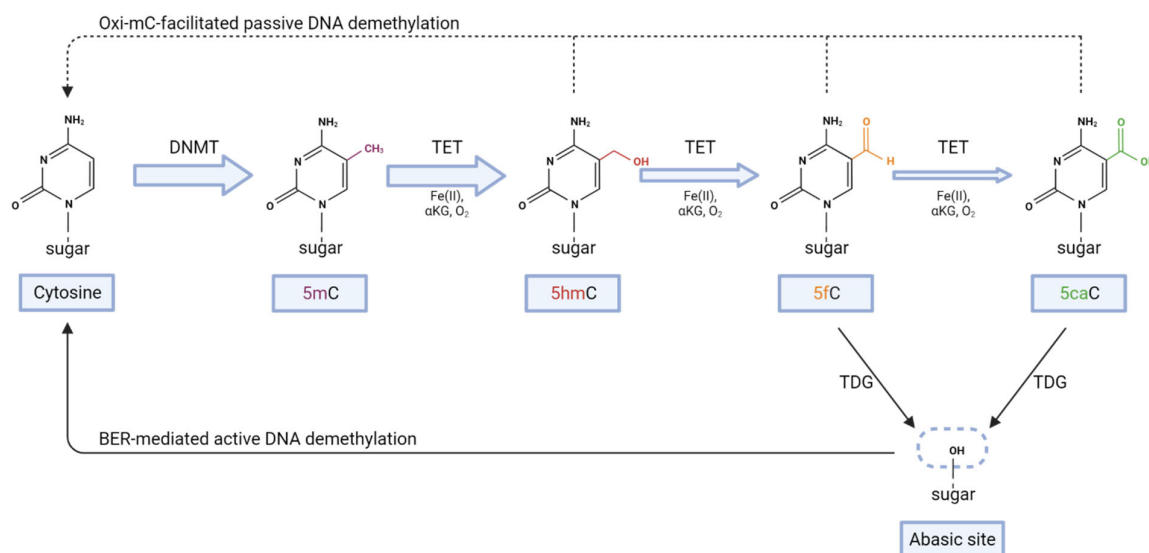 Oxi-mC-facilitated passive DNA demethylation
NH₂
N
O
N
sugar
Cytosine
DNMT
NH₂
CH₃
N
O
N
sugar
5mC
TET
Fe(II),
αKG, O₂
NH₂
OH
N
O
N
sugar
5hmC
TET
Fe(II),
αKG, O₂
NH₂
O
H
N
O
N
sugar
5fC
TET
Fe(II),
αKG, O₂
NH₂
O
OH
N
O
N
sugar
5caC
TDG
TDG
BER-mediated active DNA demethylation
OH
sugar
Abasic site